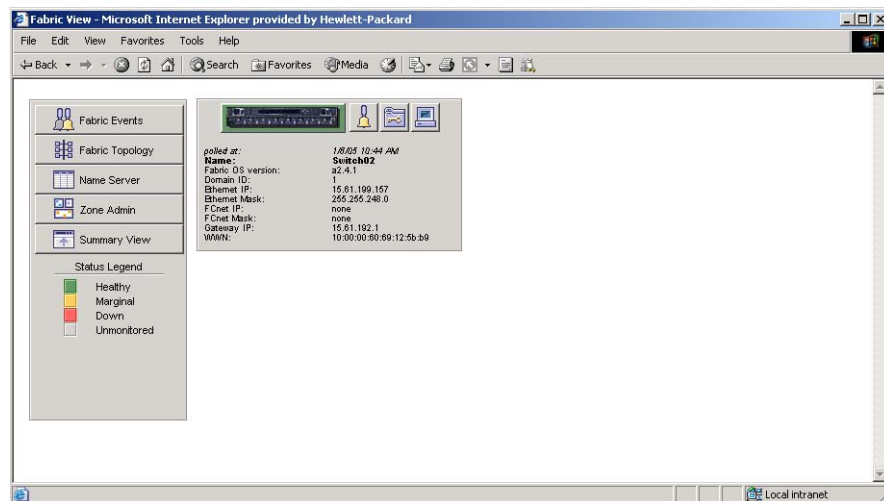 Fabric View - Microsoft Internet Explorer provided by Hewlett-Packard
File Edit View Favorites Tools Help
Back Search Favorites Media
Fabric Events
Fabric Topology
Name Server
Zone Admin
Summary View
Status Legend
Healthy
Marginal
Down
Unmonitored
polled at: 1/6/05 10:44 AM
Name: Switch02
Fabric OS version: a2.4.1
Domain ID: 1
Ethernet IP: 15.61.199.157
Ethernet Mask: 255.255.248.0
FCnet IP: none
FCnet Mask: none
Gateway IP: 15.61.192.1
WWN: 10:00:00:60:69:12:5b:b9
Local intranet